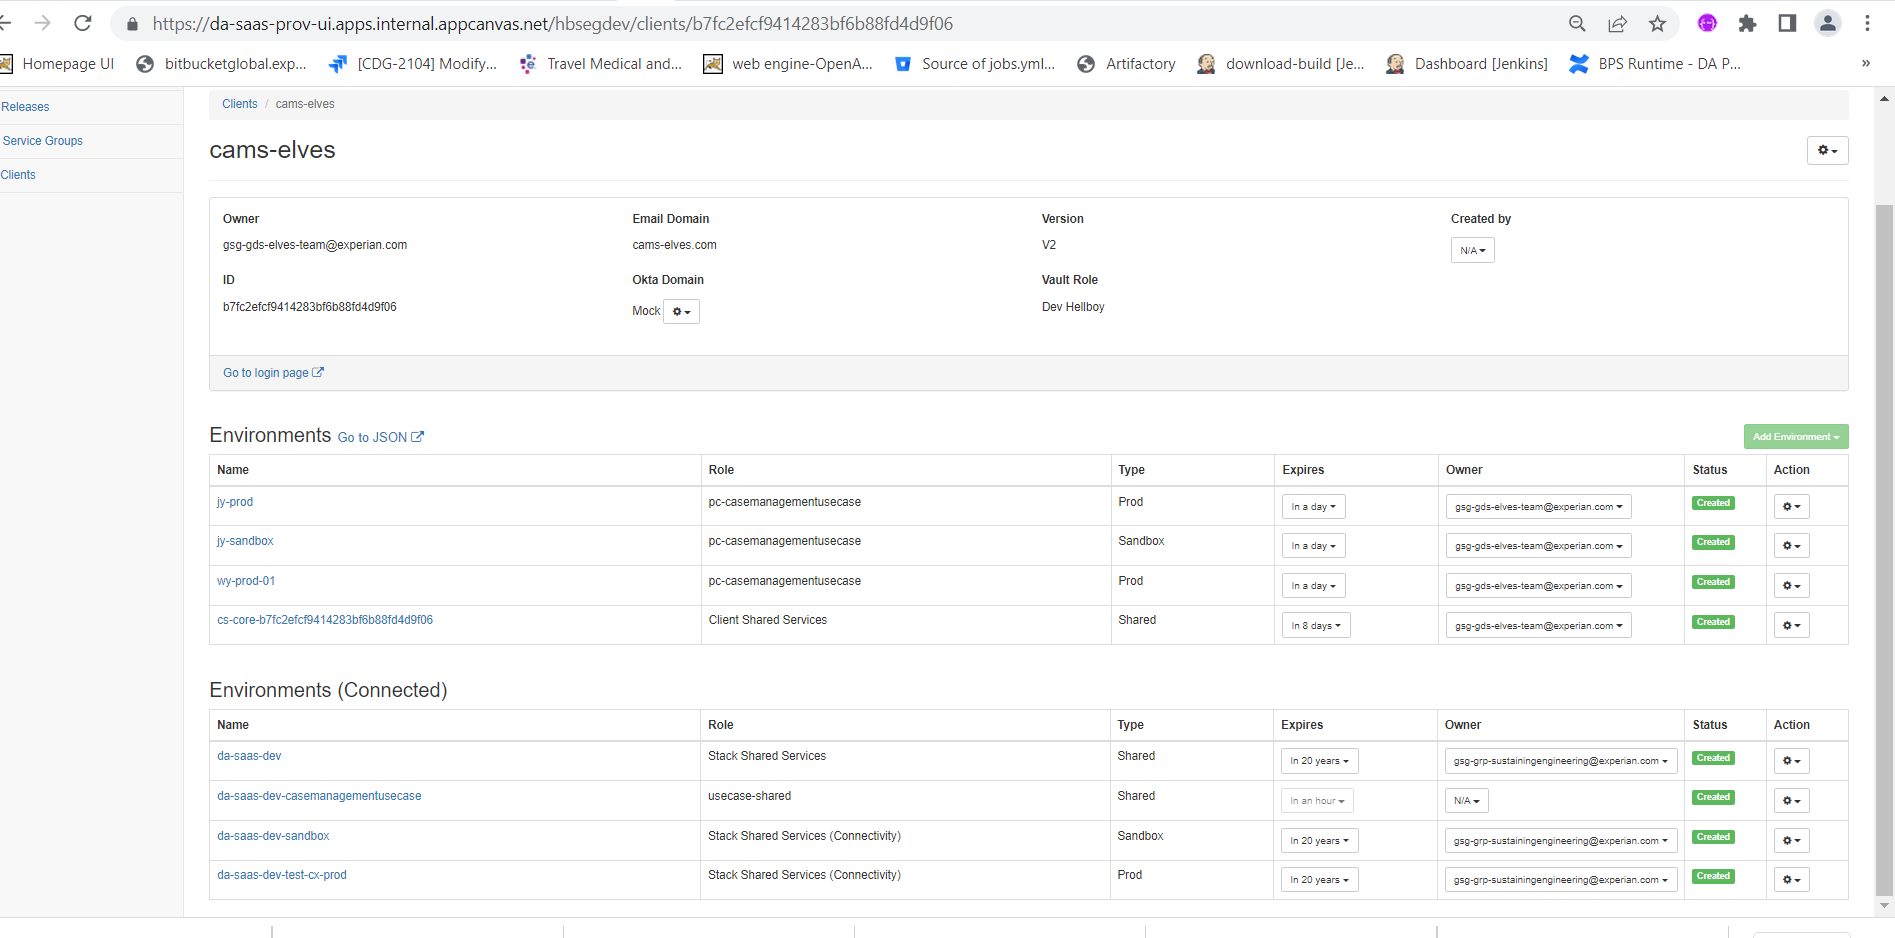 https://da-saas-prov-ui.apps.internal.appcanvas.net/hbsegdev/clients/b7fc2efcf9414283bf6b88fd4d9f06
Homepage UI bitbucketglobal.exp... [CDG-2104] Modify... Travel Medical and... web engine-OpenA... Source of jobs.yml... Artifactory download-build [Je... Dashboard [Jenkins] BPS Runtime - DA P... »
Releases
Service Groups
Clients
Clients / cams-elves
cams-elves
Owner Email Domain Version Created by
gsg-gds-elves-team@experian.com cams-elves.com V2 N/A
ID Okta Domain Vault Role
b7fc2efcf9414283bf6b88fd4d9f06 Mock Dev Hellboy
Go to login page
Environments Go to JSON Add Environment
Name Role Type Expires Owner Status Action
jy-prod pc-casemanagementusecase Prod In a day gsg-gds-elves-team@experian.com Created
jy-sandbox pc-casemanagementusecase Sandbox In a day gsg-gds-elves-team@experian.com Created
wy-prod-01 pc-casemanagementusecase Prod In a day gsg-gds-elves-team@experian.com Created
cs-core-b7fc2efcf9414283bf6b88fd4d9f06 Client Shared Services Shared In 8 days gsg-gds-elves-team@experian.com Created
Environments (Connected)
Name Role Type Expires Owner Status Action
da-saas-dev Stack Shared Services Shared In 20 years gsg-grp-sustainingengineering@experian.com Created
da-saas-dev-casemanagementusecase usecase-shared Shared In an hour N/A Created
da-saas-dev-sandbox Stack Shared Services (Connectivity) Sandbox In 20 years gsg-grp-sustainingengineering@experian.com Created
da-saas-dev-test-cx-prod Stack Shared Services (Connectivity) Prod In 20 years gsg-grp-sustainingengineering@experian.com Created